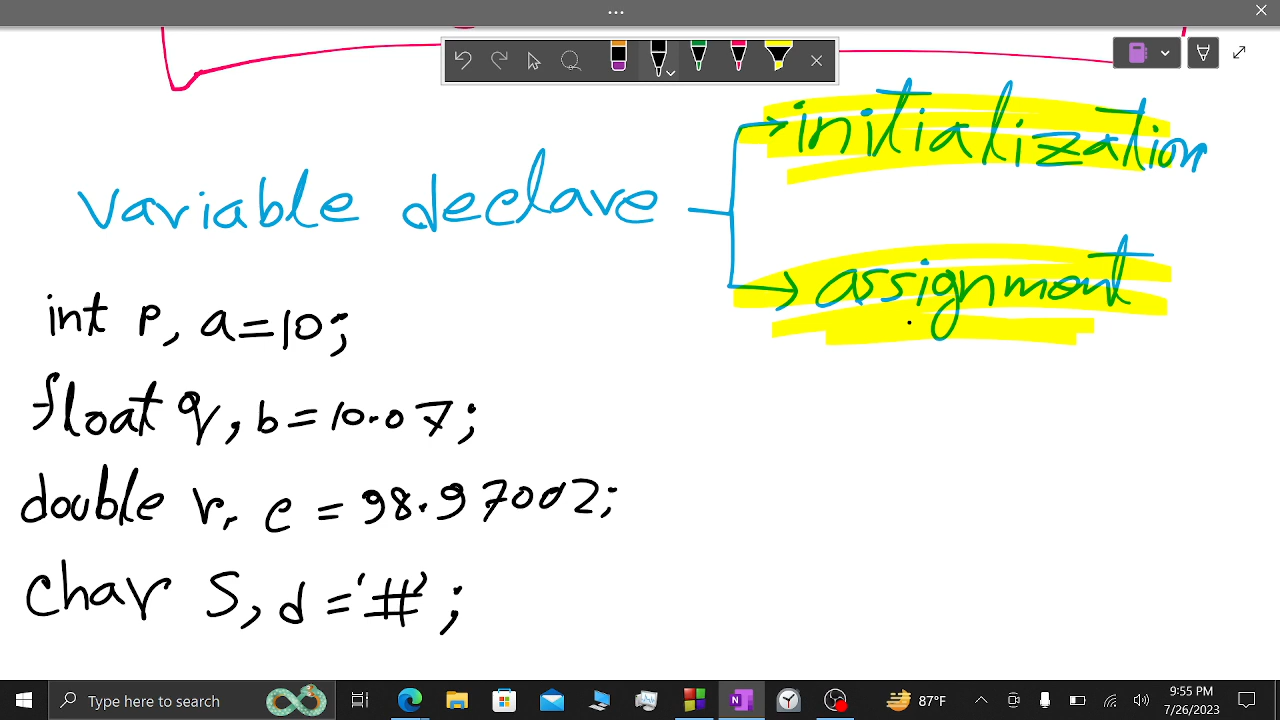 ...
initialization
variable declare
assignment
int p, a=10;
float q, b=10.07;
double r, c = 98.97002;
char S, d = '#';
Type here to search
87°F
9:55 PM
7/26/2023